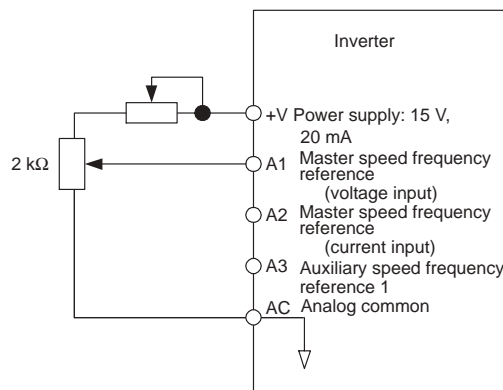 Inverter
+V Power supply: 15 V,
20 mA
2 kΩ
A1 Master speed frequency
reference
(voltage input)
A2 Master speed frequency
reference
(current input)
A3 Auxiliary speed frequency
reference 1
AC Analog common